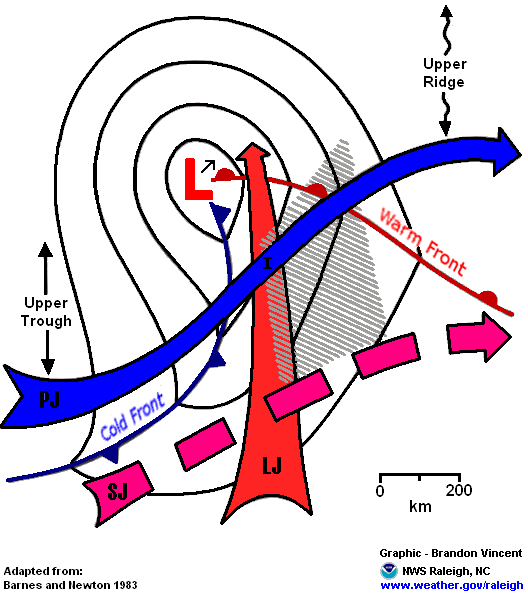 Upper
Ridge
L
I
Warm Front
Upper
Trough
PJ
Cold Front
SJ
LJ
0 200
km
Graphic - Brandon Vincent
NWS Raleigh, NC
www.weather.gov/raleigh
Adapted from:
Barnes and Newton 1983